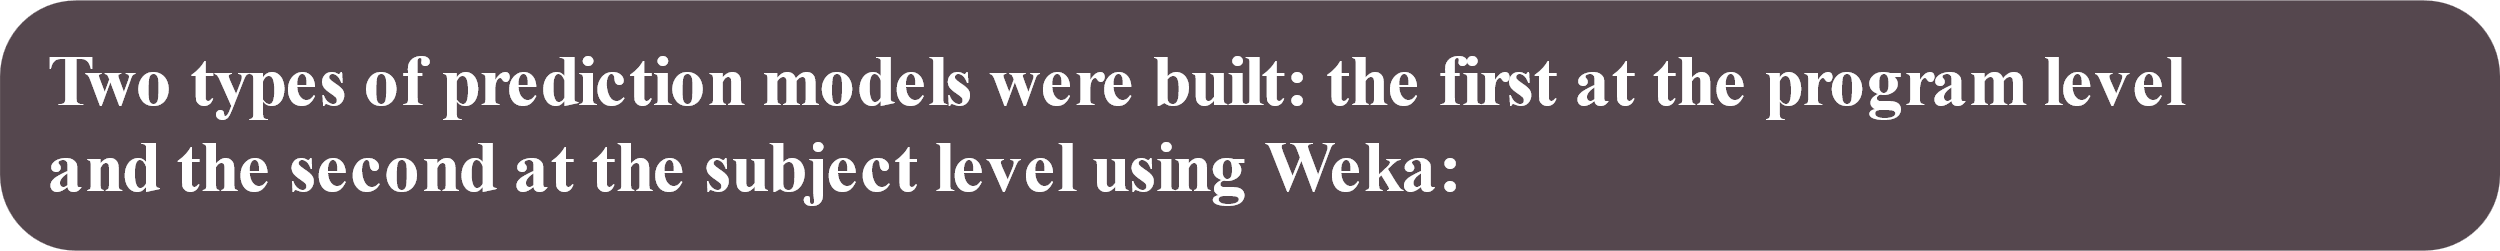 Two types of prediction models were built: the first at the program level
and the second at the subject level using Weka :